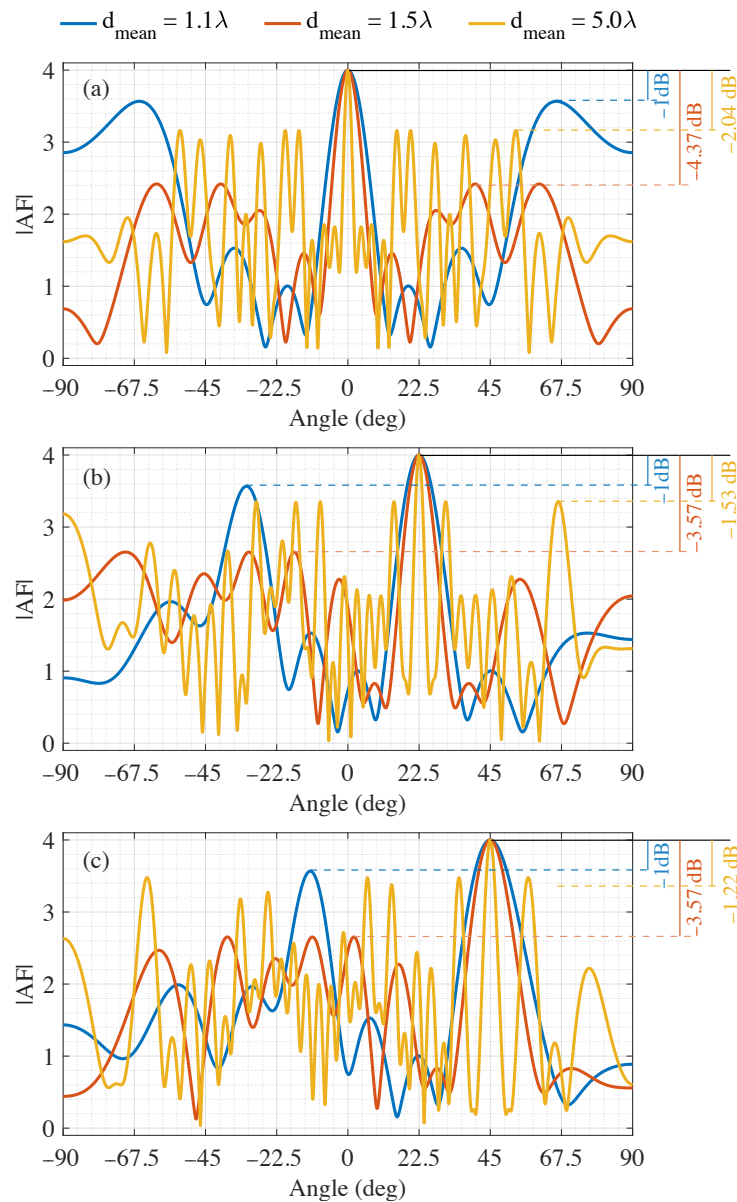 d_mean = 1.1λ d_mean = 1.5λ d_mean = 5.0λ
(a)
4
3
2
1
0
|AF|
−90 −67.5 −45 −22.5 0 22.5 45 67.5 90
Angle (deg)
−1dB
−4.37 dB
−2.04 dB
(b)
4
3
2
1
0
|AF|
−90 −67.5 −45 −22.5 0 22.5 45 67.5 90
Angle (deg)
−1dB
−3.57 dB
−1.53 dB
(c)
4
3
2
1
0
|AF|
−90 −67.5 −45 −22.5 0 22.5 45 67.5 90
Angle (deg)
−1dB
−3.57 dB
−1.22 dB